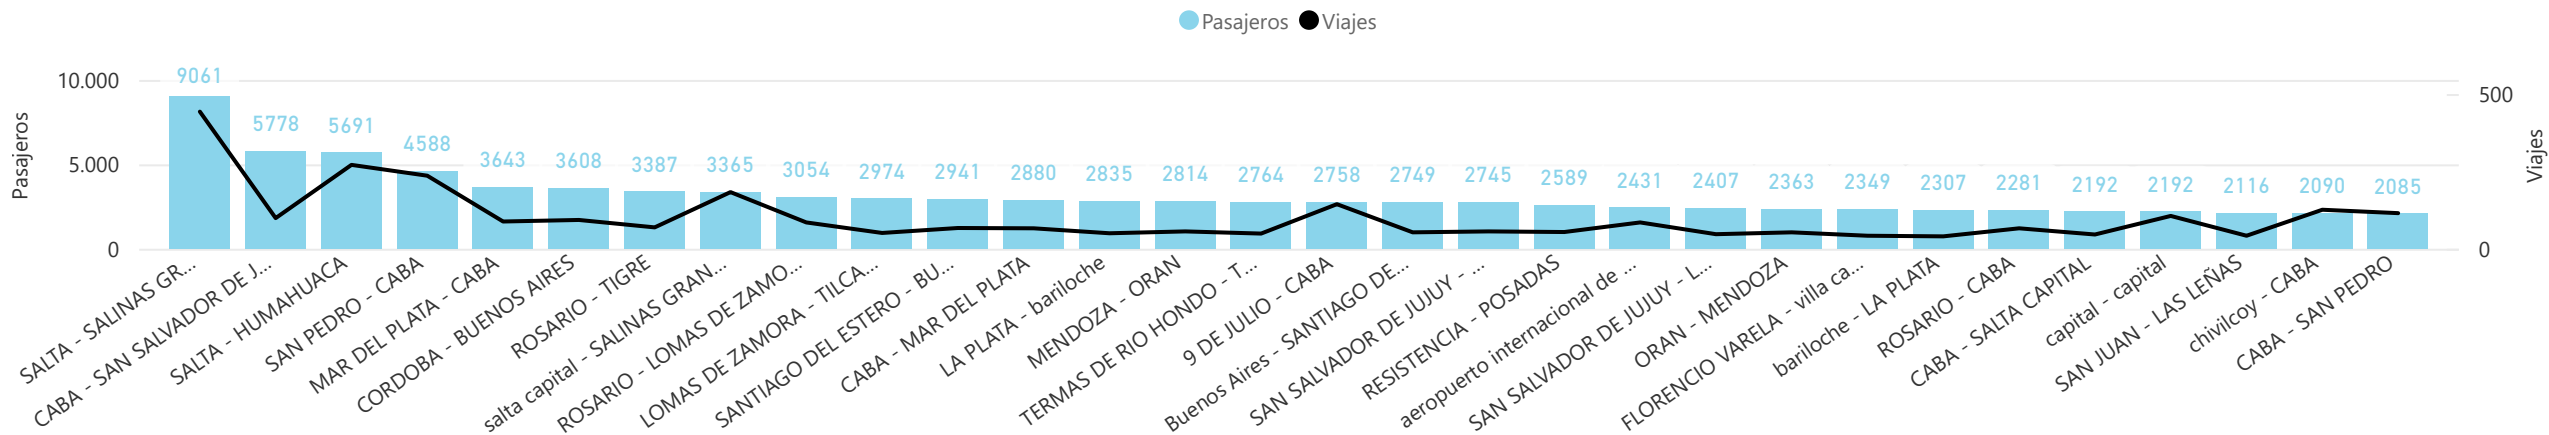 Pasajeros Viajes
10.000
5.000
0
Pasajeros
9061
5778
5691
4588
3643
3608
3387
3365
3054
2974
2941
2880
2835
2814
2764
2758
2749
2745
2589
2431
2407
2363
2349
2307
2281
2192
2192
2116
2090
2085
500
0
Viajes
SALTA - SALINAS GR...
CABA - SAN SALVADOR DE J...
SALTA - HUMAHUACA
SAN PEDRO - CABA
MAR DEL PLATA - CABA
CORDOBA - BUENOS AIRES
ROSARIO - TIGRE
salta capital - SALINAS GRAN...
ROSARIO - LOMAS DE ZAMO...
LOMAS DE ZAMORA - TILCA...
SANTIAGO DEL ESTERO - BU...
CABA - MAR DEL PLATA
LA PLATA - bariloche
MENDOZA - ORAN
TERMAS DE RIO HONDO - T...
9 DE JULIO - CABA
Buenos Aires - SANTIAGO DE...
SAN SALVADOR DE JUJUY - ...
RESISTENCIA - POSADAS
aeropuerto internacional de ...
SAN SALVADOR DE JUJUY - L...
ORAN - MENDOZA
FLORENCIO VARELA - villa ca...
bariloche - LA PLATA
ROSARIO - CABA
CABA - SALTA CAPITAL
capital - capital
SAN JUAN - LAS LEÑAS
chivilcoy - CABA
CABA - SAN PEDRO